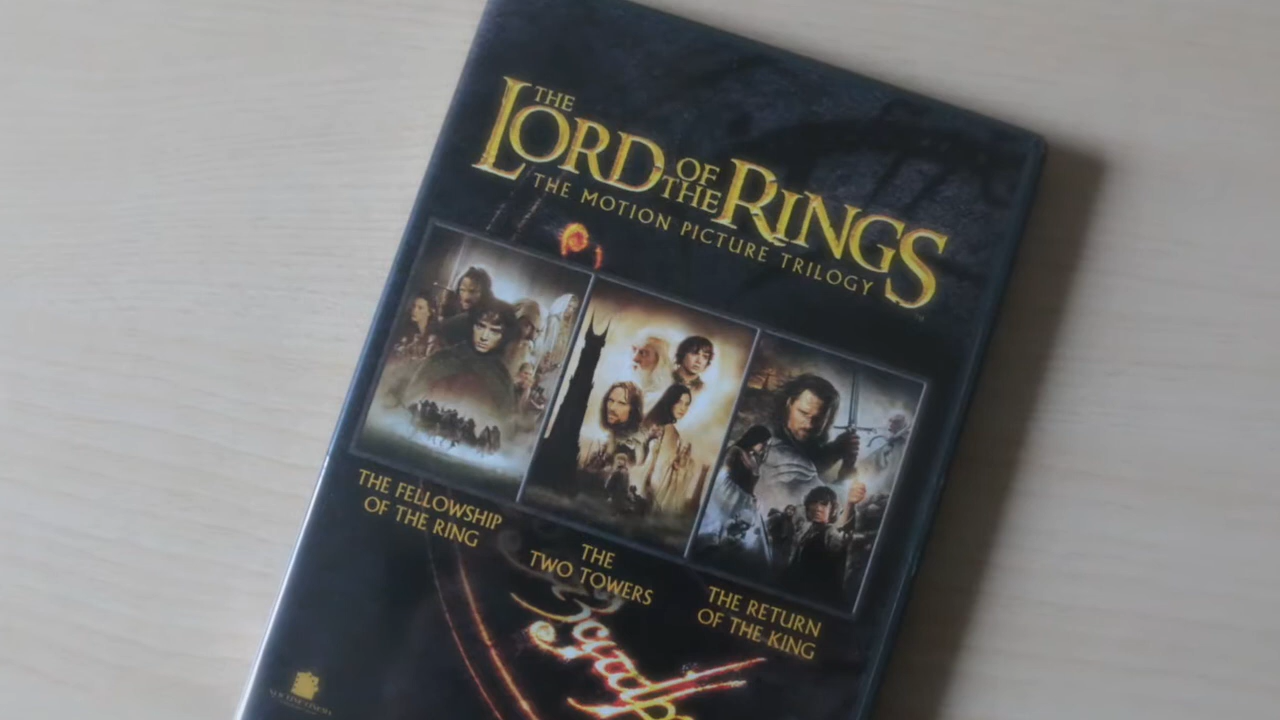 THE
LORD OF THE RINGS
THE MOTION PICTURE TRILOGY
THE FELLOWSHIP
OF THE RING
THE
TWO TOWERS
THE RETURN
OF THE KING